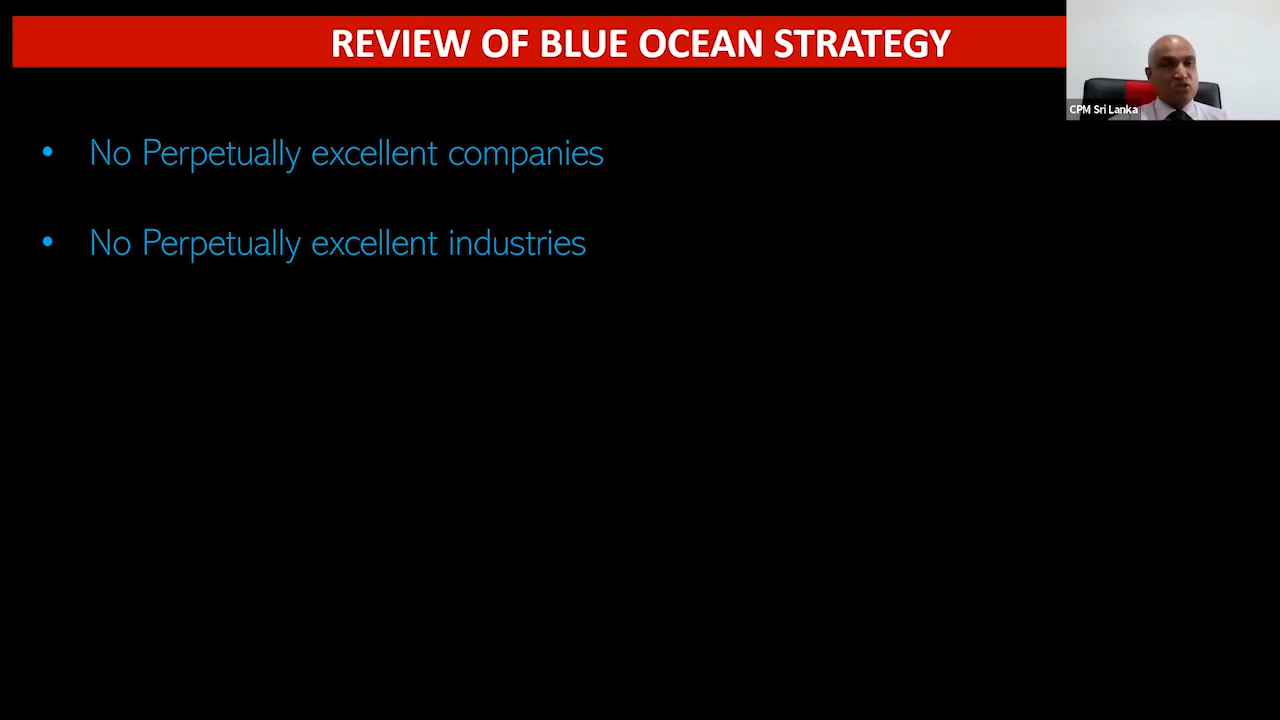 REVIEW OF BLUE OCEAN STRATEGY
CPM Sri Lanka
• No Perpetually excellent companies
• No Perpetually excellent industries